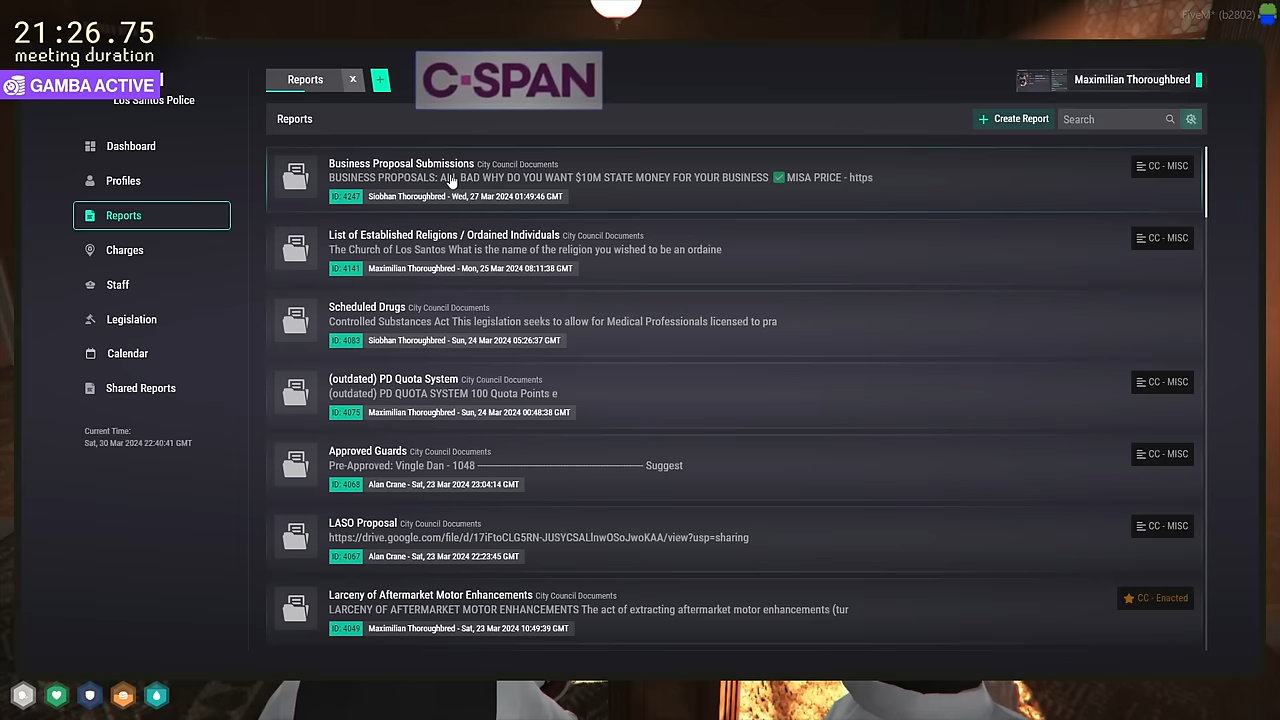 21:26.75
meeting duration
GAMBA ACTIVE
Los Santos Police
FiveM* (b2802)
Reports x +
C-SPAN
Maximilian Thoroughbred
Reports
+ Create Report
Search
Dashboard
Profiles
Reports
Charges
Staff
Legislation
Calendar
Shared Reports
Current Time:
Sat, 30 Mar 2024 22:40:41 GMT
Business Proposal Submissions City Council Documents
BUSINESS PROPOSALS: ALL BAD WHY DO YOU WANT $10M STATE MONEY FOR YOUR BUSINESS ✅ MISA PRICE - https
ID: 4247 Siobhan Thoroughbred - Wed, 27 Mar 2024 01:49:46 GMT
CC - MISC
List of Established Religions / Ordained Individuals City Council Documents
The Church of Los Santos What is the name of the religion you wished to be an ordaine
ID: 4141 Maximilian Thoroughbred - Mon, 25 Mar 2024 08:11:38 GMT
CC - MISC
Scheduled Drugs City Council Documents
Controlled Substances Act This legislation seeks to allow for Medical Professionals licensed to pra
ID: 4083 Siobhan Thoroughbred - Sun, 24 Mar 2024 05:26:37 GMT
CC - MISC
(outdated) PD Quota System City Council Documents
(outdated) PD QUOTA SYSTEM 100 Quota Points e
ID: 4075 Maximilian Thoroughbred - Sun, 24 Mar 2024 00:48:38 GMT
CC - MISC
Approved Guards City Council Documents
Pre-Approved: Vingle Dan - 1048 —————————————— Suggest
ID: 4068 Alan Crane - Sat, 23 Mar 2024 23:04:14 GMT
CC - MISC
LASO Proposal City Council Documents
https://drive.google.com/file/d/17iFtoCLG5RN-JUSYCSALlnwOSoJwoKAA/view?usp=sharing
ID: 4067 Alan Crane - Sat, 23 Mar 2024 22:23:45 GMT
CC - MISC
Larceny of Aftermarket Motor Enhancements City Council Documents
LARCENY OF AFTERMARKET MOTOR ENHANCEMENTS The act of extracting aftermarket motor enhancements (tur
ID: 4049 Maximilian Thoroughbred - Sat, 23 Mar 2024 10:49:39 GMT
CC - Enacted